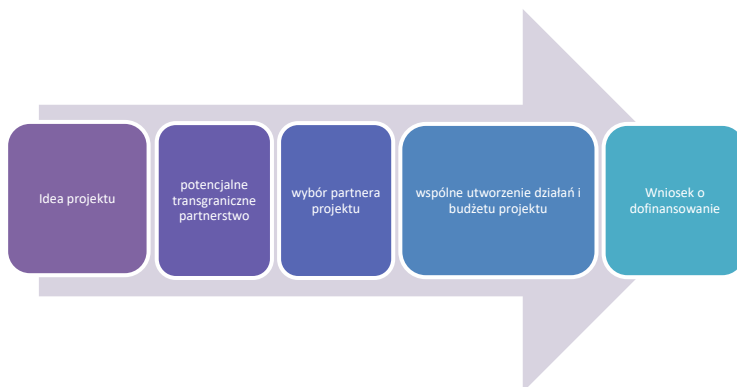 Idea projektu
potencjalne
transgraniczne
partnerstwo
wybór partnera
projektu
wspólne utworzenie działań i
budżetu projektu
Wniosek o
dofinansowanie